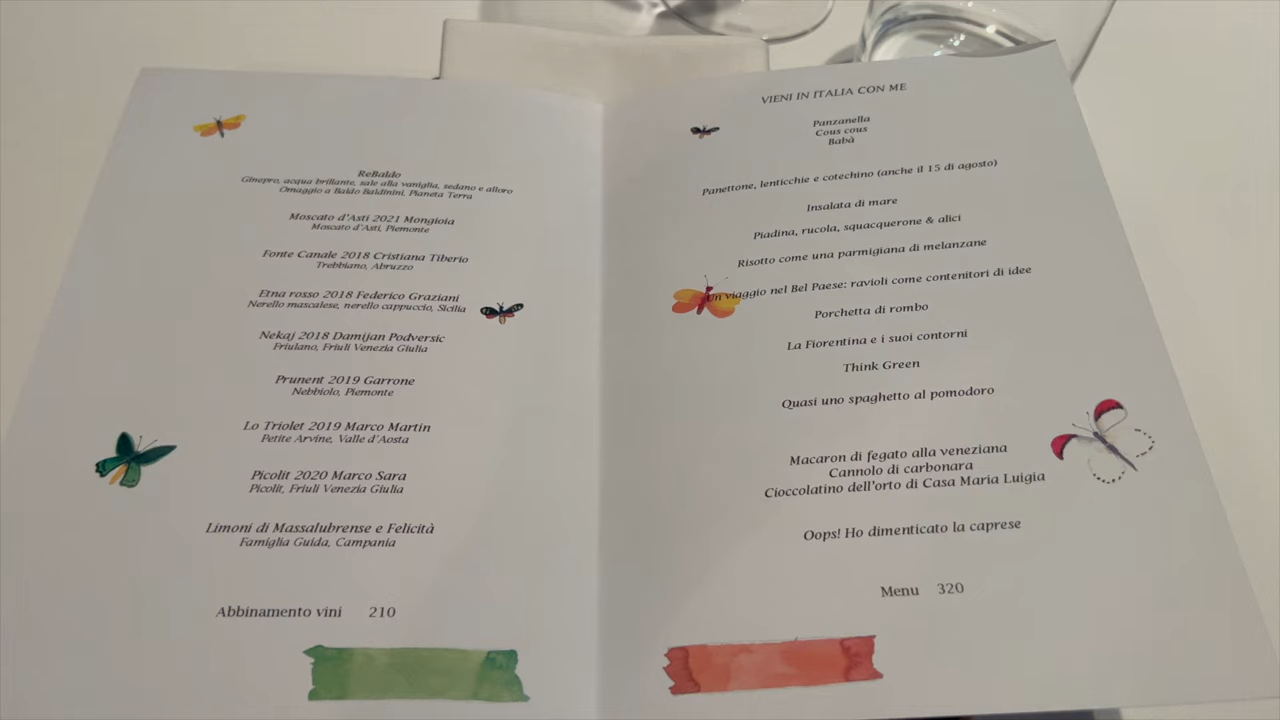 ReBaldo
Ginepro, acqua brillante, sale alla vaniglia, sedano e alloro
Omaggio a Baldo Baldinini, Pianeta Terra
Moscato d'Asti 2021 Mongioia
Moscato d'Asti, Piemonte
Fonte Canale 2018 Cristiana Tiberio
Trebbiano, Abruzzo
Etna rosso 2018 Federico Graziani
Nerello mascalese, nerello cappuccio, Sicilia
Nekaj 2018 Damijan Podversic
Friulano, Friuli Venezia Giulia
Prunent 2019 Garrone
Nebbiolo, Piemonte
Lo Triolet 2019 Marco Martin
Petite Arvine, Valle d'Aosta
Picolit 2020 Marco Sara
Picolit, Friuli Venezia Giulia
Limoni di Massalubrense e Felicità
Famiglia Guida, Campania
Abbinamento vini 210
VIENI IN ITALIA CON ME
Panzanella
Cous cous
Babà
Panettone, lenticchie e cotechino (anche il 15 di agosto)
Insalata di mare
Piadina, rucola, squacquerone & alici
Risotto come una parmigiana di melanzane
Un viaggio nel Bel Paese: ravioli come contenitori di idee
Porchetta di rombo
La Fiorentina e i suoi contorni
Think Green
Quasi uno spaghetto al pomodoro
Macaron di fegato alla veneziana
Cannolo di carbonara
Cioccolatino dell'orto di Casa Maria Luigia
Oops! Ho dimenticato la caprese
Menu 320